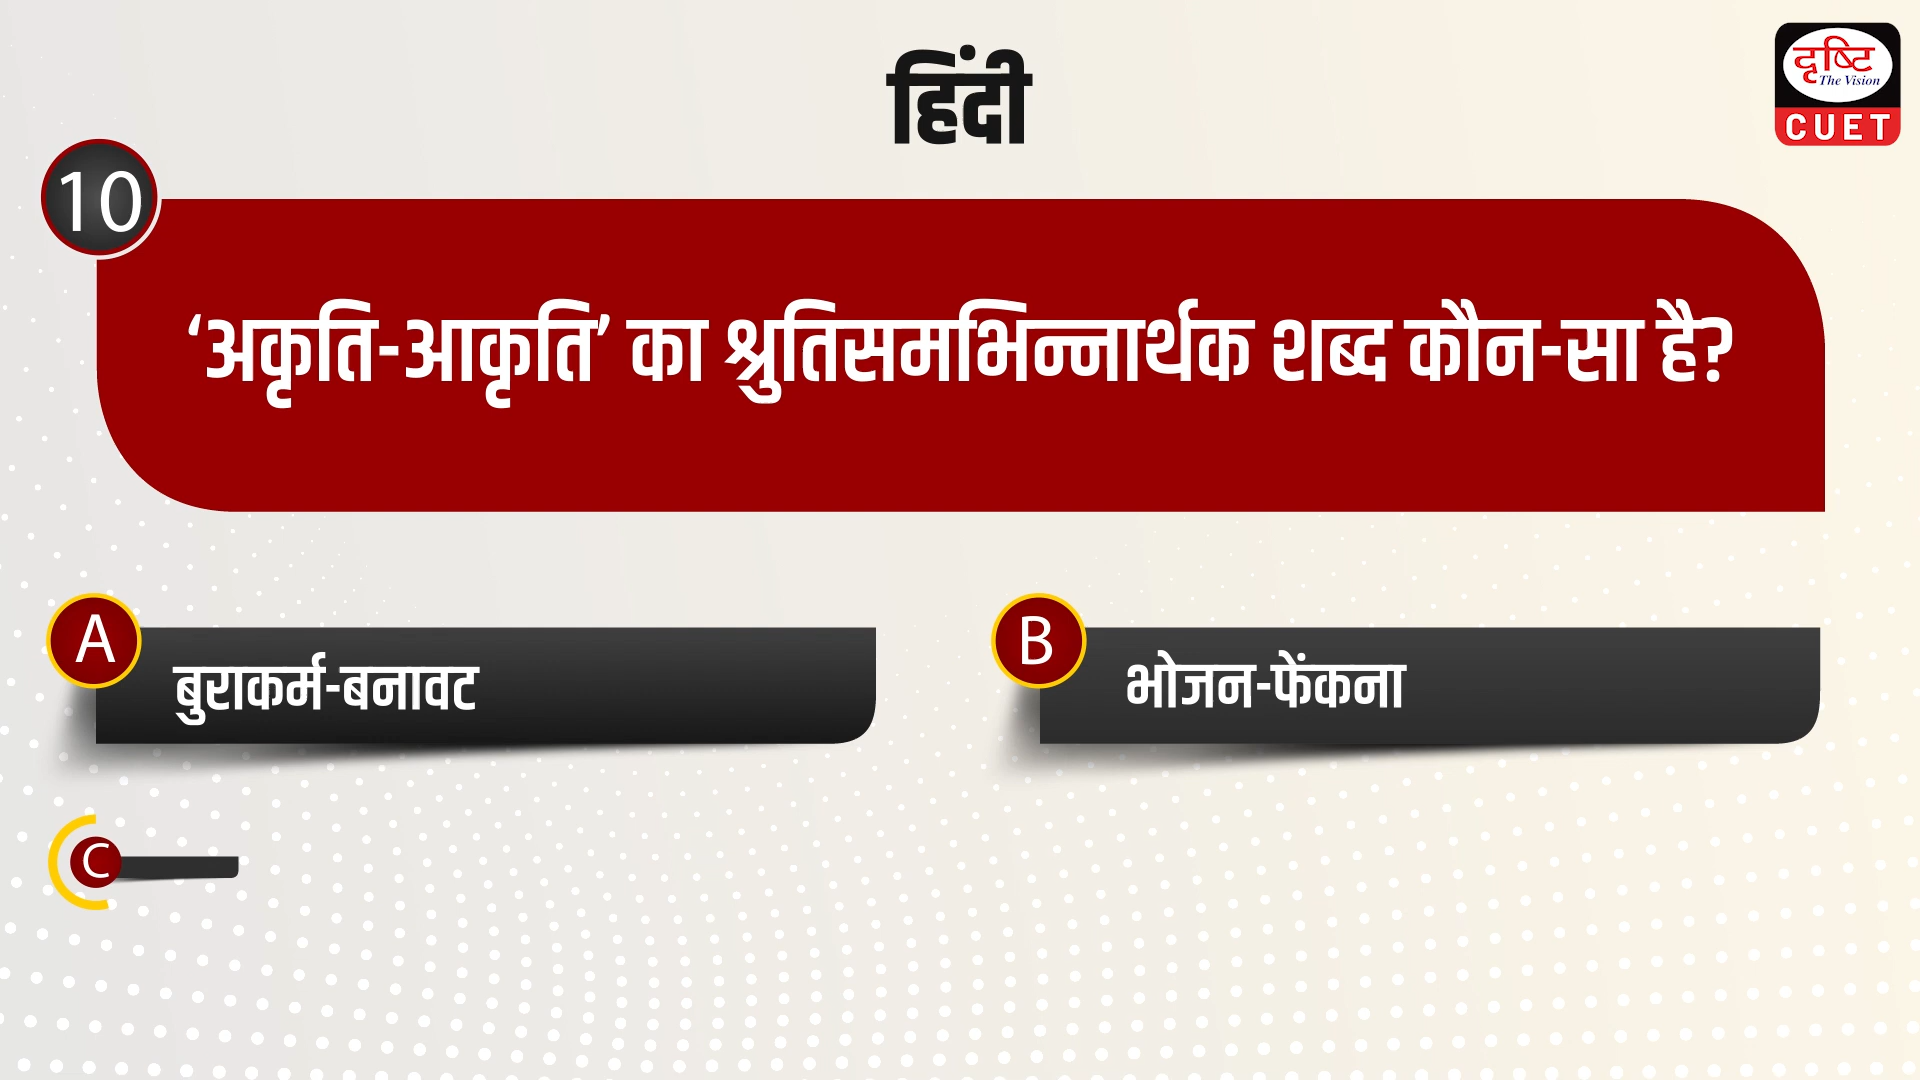 हिंदी
दृष्टि
The Vision
CUET
10
‘अकृति-आकृति’ का श्रुतिसमभिन्नार्थक शब्द कौन-सा है?
A
बुराकर्म-बनावट
B
भोजन-फेंकना
C